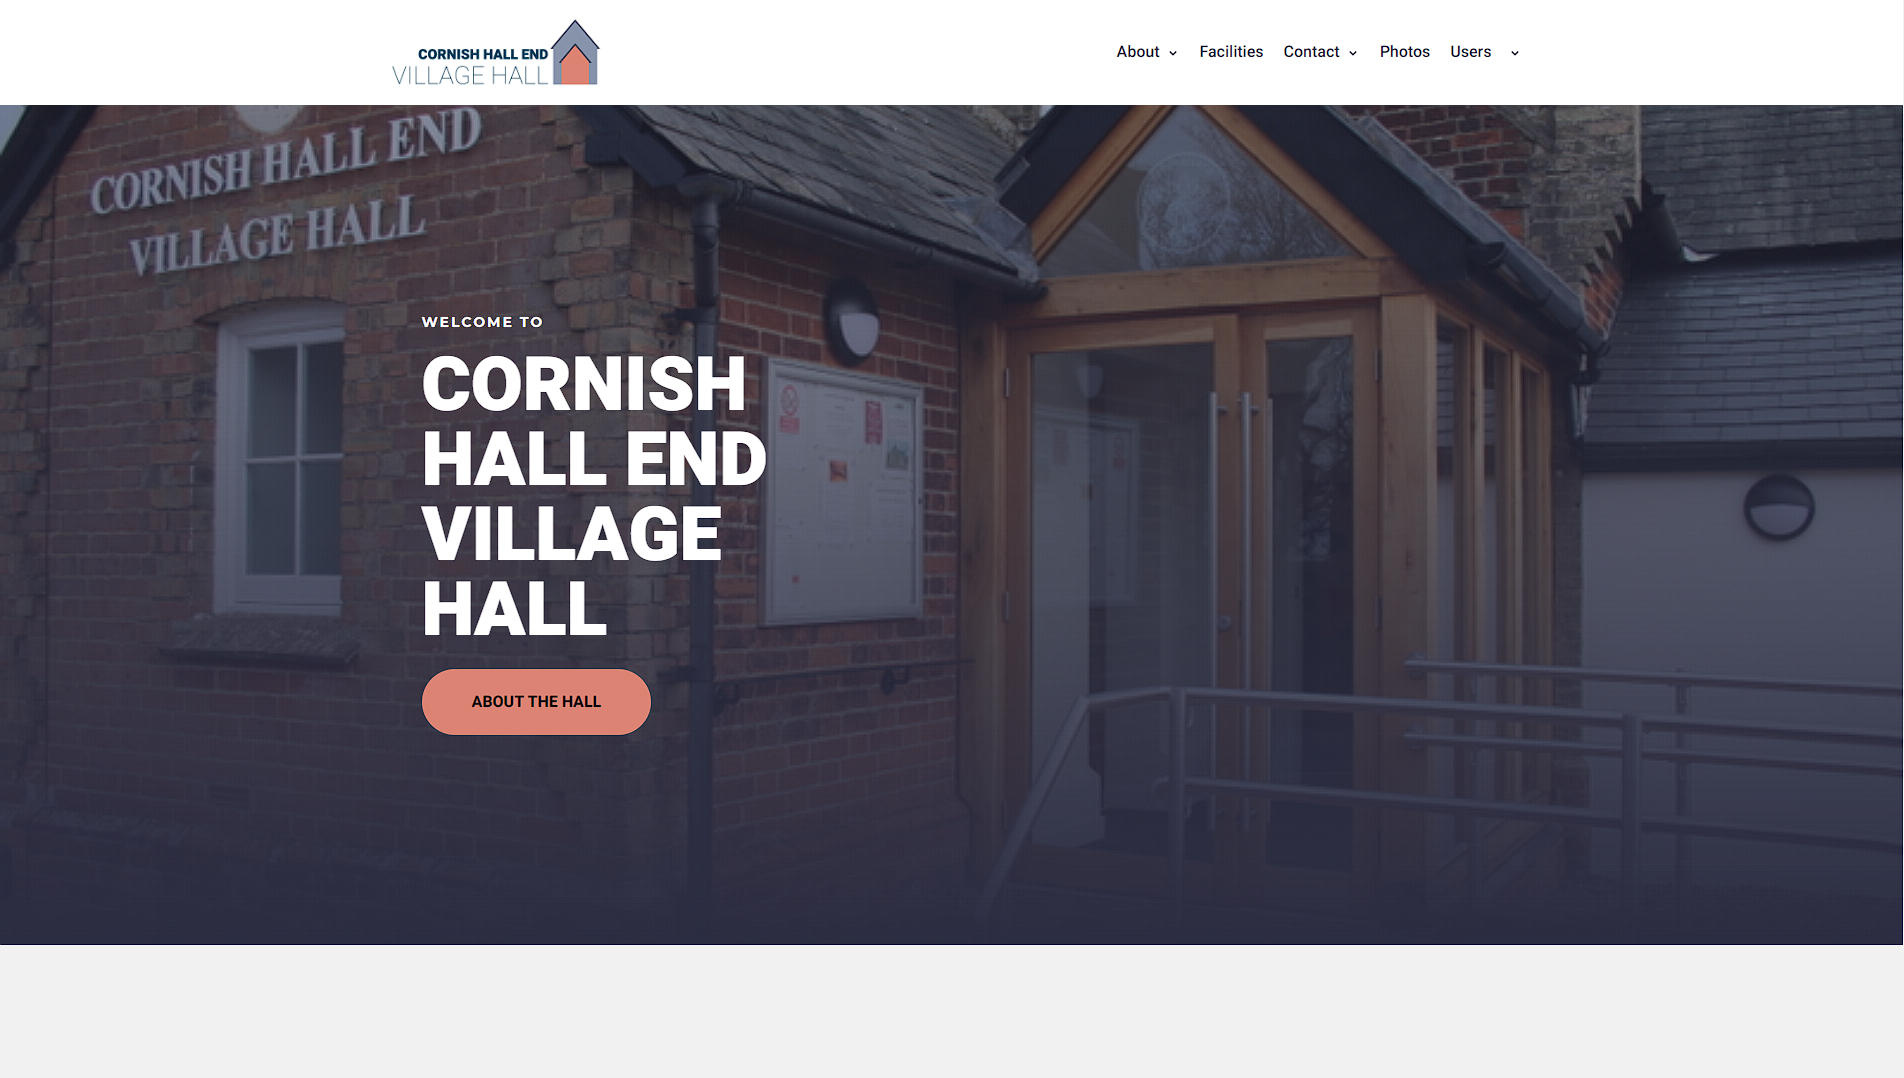 CORNISH HALL END
VILLAGE HALL
About
Facilities
Contact
Photos
Users
CORNISH HALL END
VILLAGE HALL
WELCOME TO
CORNISH
HALL END
VILLAGE
HALL
ABOUT THE HALL